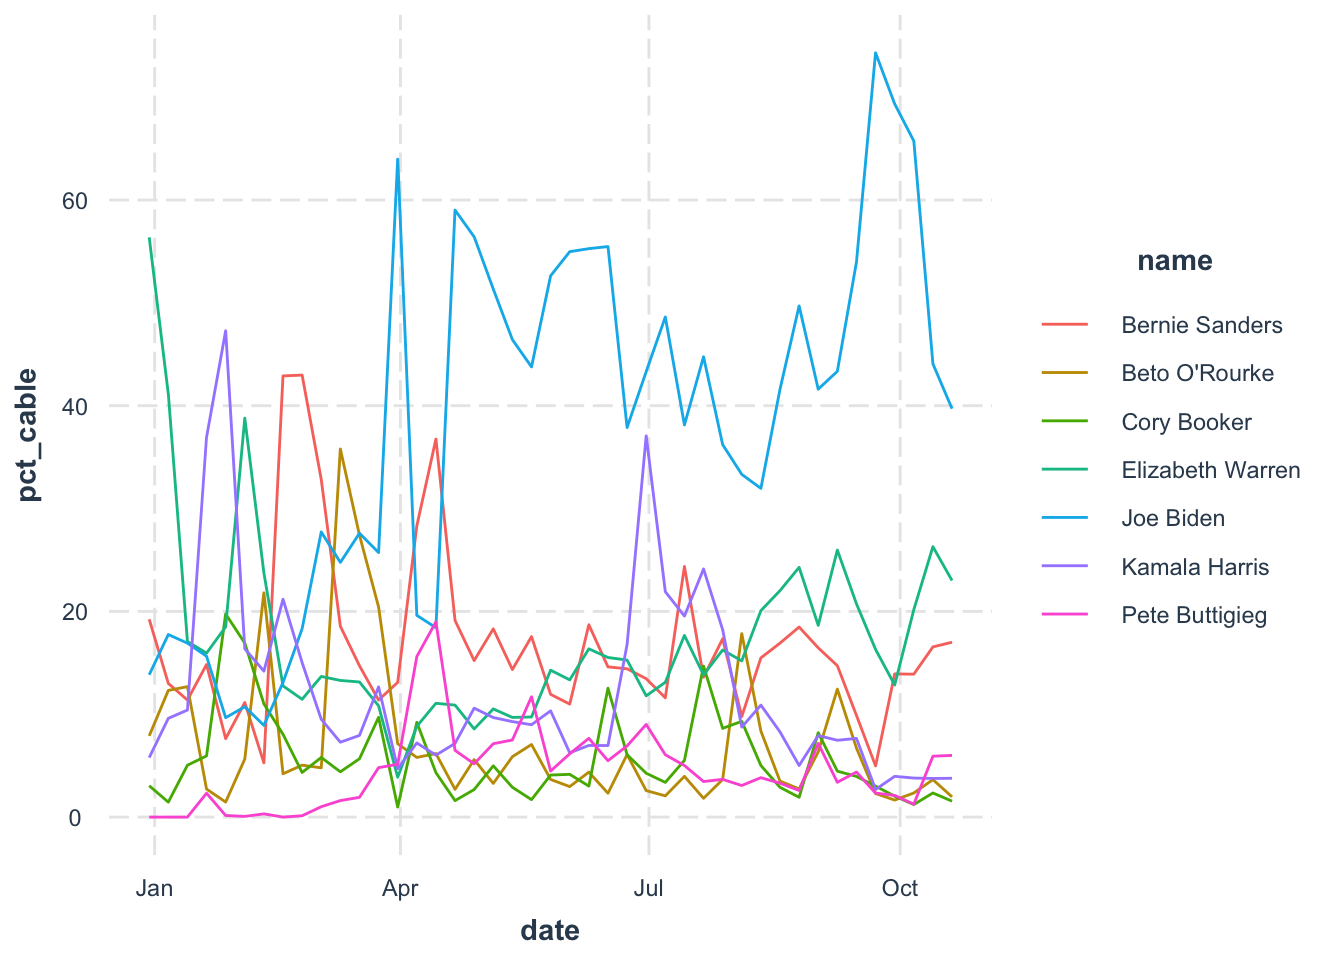 60
40
20
0
pct_cable
Jan
Apr
Jul
Oct
date
name
Bernie Sanders
Beto O'Rourke
Cory Booker
Elizabeth Warren
Joe Biden
Kamala Harris
Pete Buttigieg